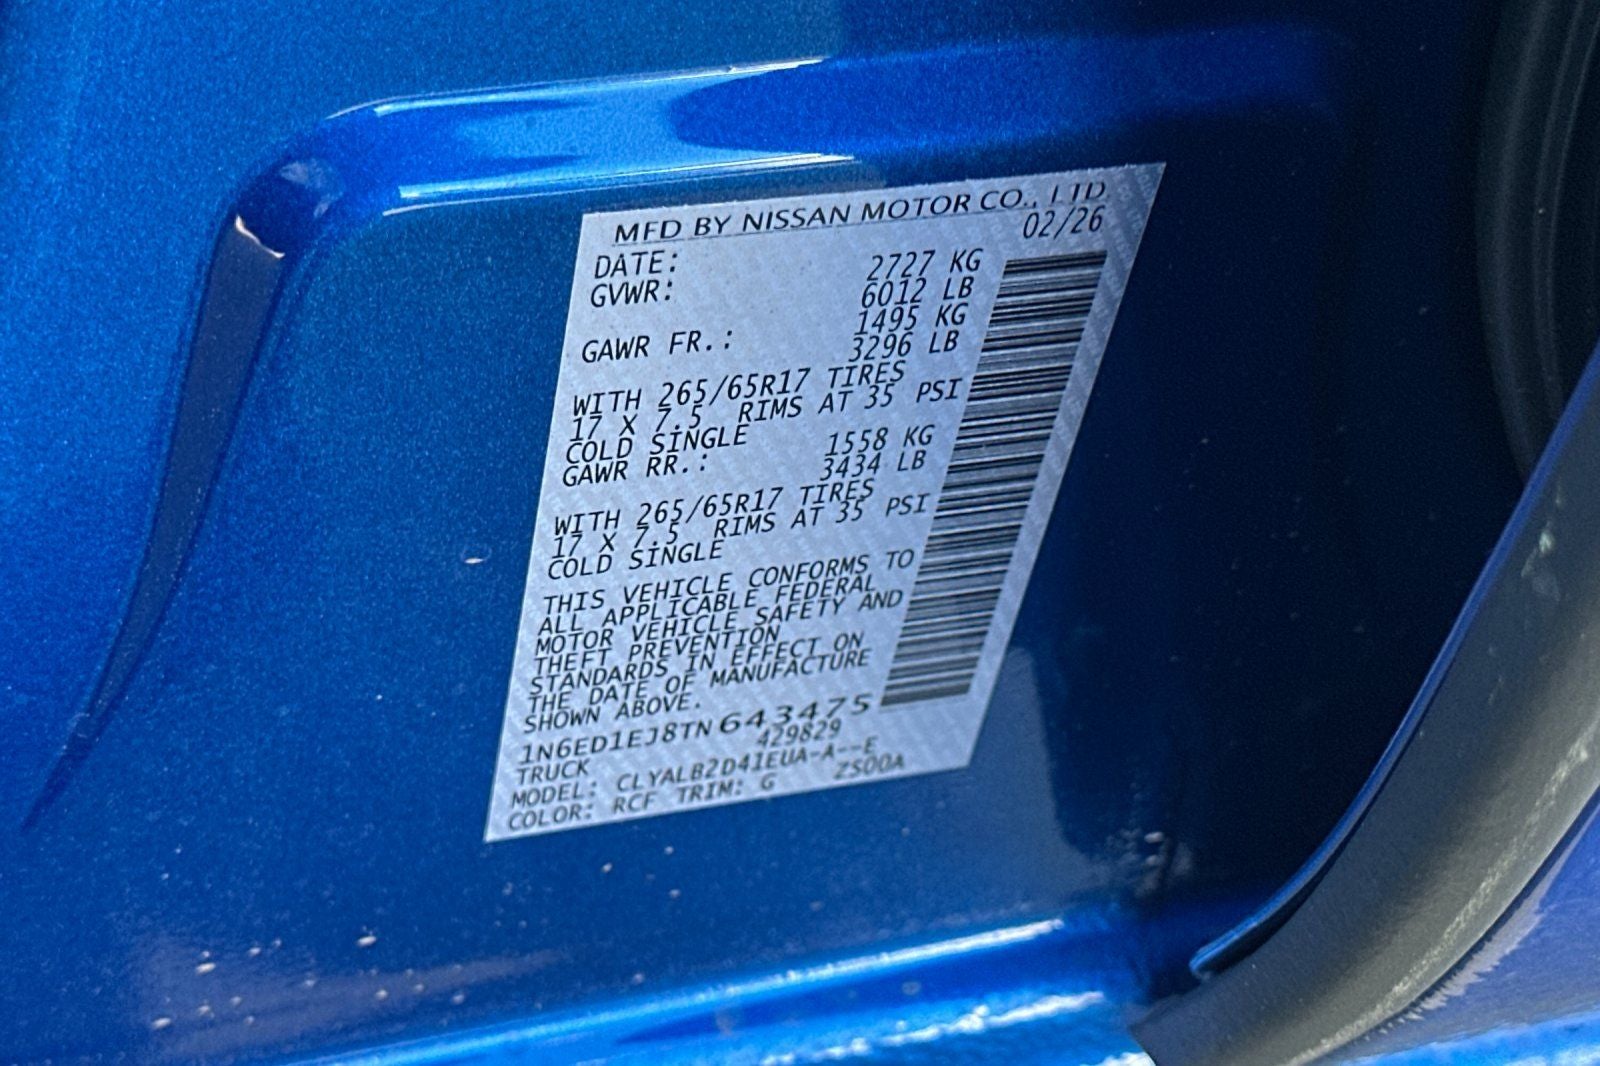 MFD BY NISSAN MOTOR CO., LTD.
DATE: 02/26
GVWR: 2727 KG
6012 LB
GAWR FR.: 1495 KG
3296 LB
WITH 265/65R17 TIRES
17 X 7.5 RIMS AT 35 PSI
COLD SINGLE
GAWR RR.: 1558 KG
3434 LB
WITH 265/65R17 TIRES
17 X 7.5 RIMS AT 35 PSI
COLD SINGLE
THIS VEHICLE CONFORMS TO
ALL APPLICABLE FEDERAL
MOTOR VEHICLE SAFETY AND
THEFT PREVENTION
STANDARDS IN EFFECT ON
THE DATE OF MANUFACTURE
SHOWN ABOVE.
1N6ED1EJ8TN643475
TRUCK 429829
MODEL: CLYALB2D41EUA-A--E
COLOR: RCF TRIM: G ZS00A